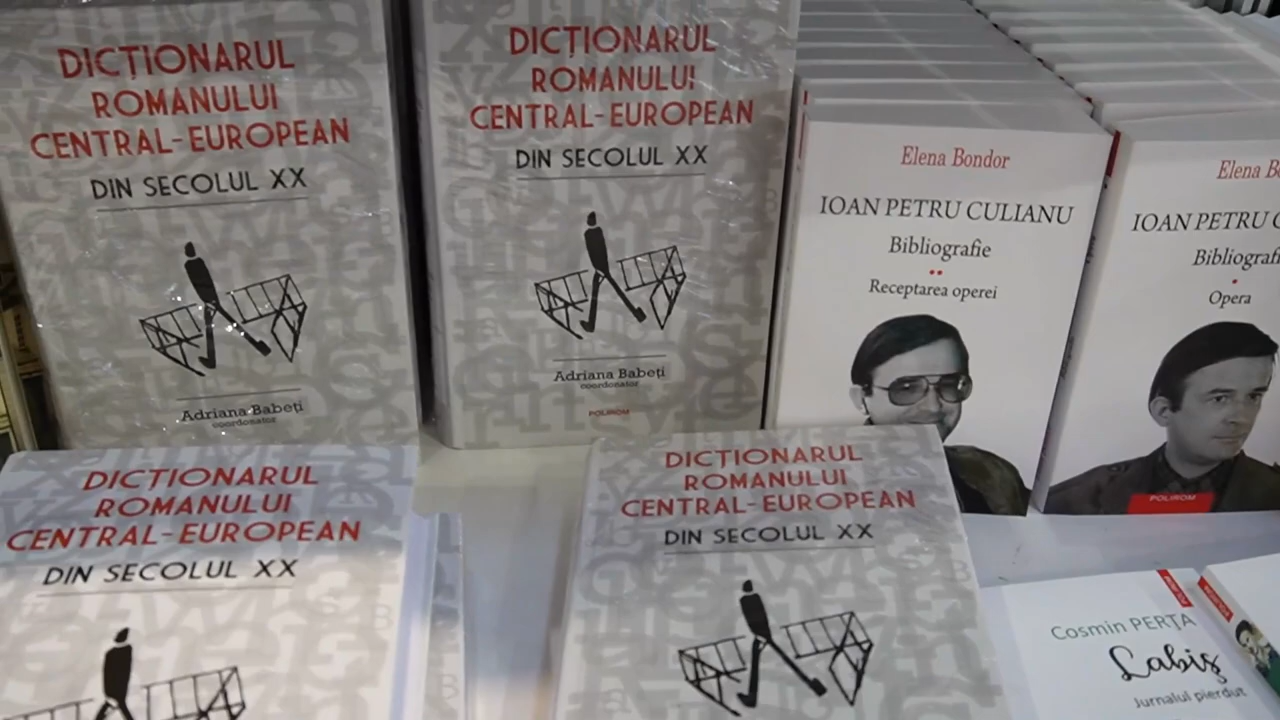 DICȚIONARUL
ROMANULUI
CENTRAL-EUROPEAN
DIN SECOLUL XX
Adriana Babeți
coordonator
DICȚIONARUL
ROMANULUI
CENTRAL-EUROPEAN
DIN SECOLUL XX
Adriana Babeți
coordonator
POLIROM
Elena Bondor
IOAN PETRU CULIANU
Bibliografie
Receptarea operei
Elena
IOAN PETRU
Opera
POLIROM
DICȚIONARUL
ROMANULUI
CENTRAL-EUROPEAN
DIN SECOLUL XX
DICȚIONARUL
ROMANULUI
CENTRAL-EUROPEAN
DIN SECOLUL XX
Cosmin PERȚA
Labiș
Jurnalul pierdut